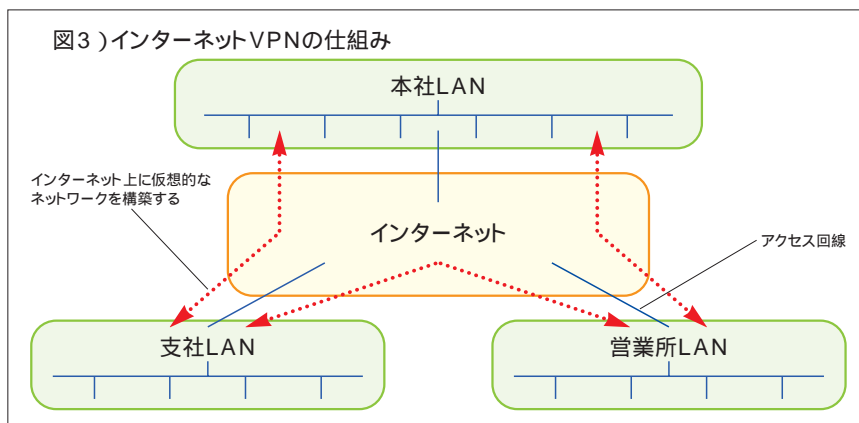 図3)インターネットVPNの仕組み
本社LAN
インターネット上に仮想的な
ネットワークを構築する
インターネット
アクセス回線
支社LAN
営業所LAN